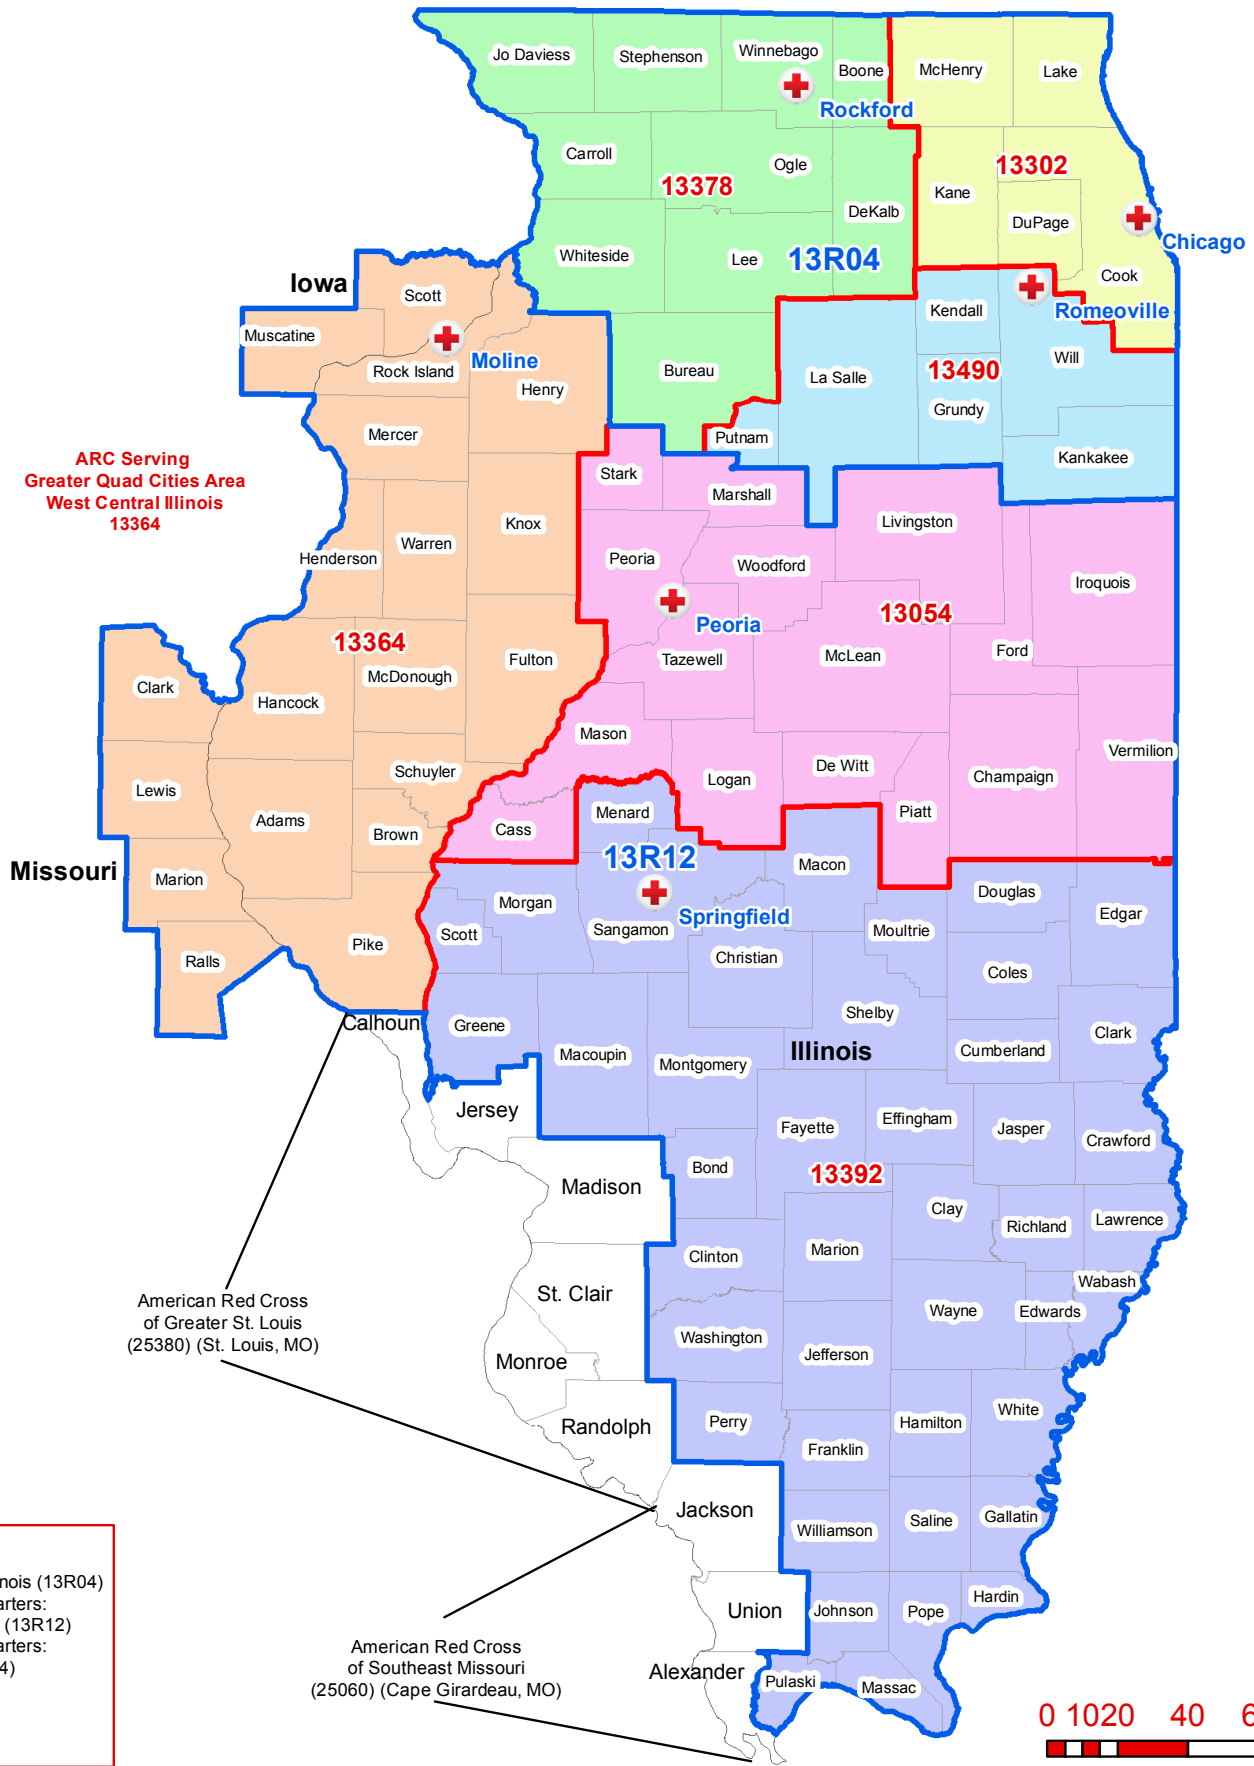 Jo Daviess
Stephenson
Winnebago
Boone
McHenry
Lake
Rockford
Carroll
Ogle
13378
13302
Kane
DeKalb
DuPage
Chicago
Whiteside
Lee
13R04
Cook
Iowa
Scott
Muscatine
Kendall
Romeoville
Moline
Rock Island
Henry
Bureau
La Salle
13490
Will
Grundy
Mercer
Putnam
Kankakee
ARC Serving
Greater Quad Cities Area
West Central Illinois
13364
Stark
Marshall
Knox
Livingston
Henderson
Warren
Peoria
Woodford
Iroquois
Peoria
13054
13364
McDonough
Fulton
Tazewell
McLean
Ford
Clark
Hancock
Mason
Vermilion
Schuyler
Logan
De Witt
Champaign
Lewis
Adams
Brown
Cass
Menard
Piatt
Missouri
Marion
13R12
Macon
Douglas
Morgan
Springfield
Edgar
Scott
Sangamon
Moultrie
Ralls
Pike
Christian
Coles
Calhoun
Greene
Shelby
Clark
Macoupin
Montgomery
Illinois
Cumberland
Jersey
Fayette
Effingham
Jasper
Crawford
Bond
13392
Madison
Clay
Richland
Lawrence
Clinton
Marion
Wabash
St. Clair
Wayne
Edwards
American Red Cross
of Greater St. Louis
(25380) (St. Louis, MO)
Washington
Jefferson
Monroe
Randolph
Perry
Hamilton
White
Franklin
Jackson
Williamson
Saline
Gallatin
Union
Johnson
Pope
Hardin
American Red Cross
of Southeast Missouri
(25060) (Cape Girardeau, MO)
Alexander
Pulaski
Massac
nois (13R04)
arters:
(13R12)
arters:
4)
0 1020 40 6